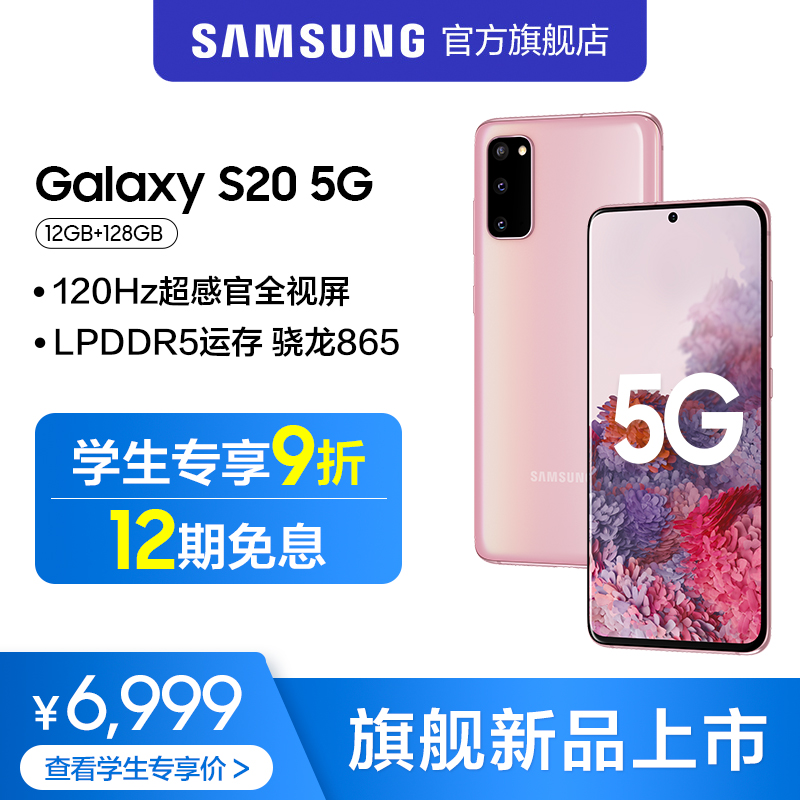 SAMSUNG 官方旗舰店
Galaxy S20 5G
12GB+128GB
•120Hz超感官全视屏
•LPDDR5运存 骁龙865
5G
SAMSUNG
学生专享9折
12期免息
¥6,999
查看学生专享价 >
旗舰新品上市